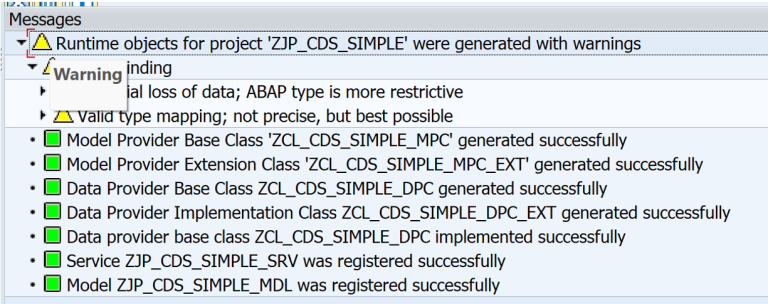 Messages
Runtime objects for project 'ZJP_CDS_SIMPLE' were generated with warnings
Warning inding
ial loss of data; ABAP type is more restrictive
Valid type mapping; not precise, but best possible
Model Provider Base Class 'ZCL_CDS_SIMPLE_MPC' generated successfully
Model Provider Extension Class 'ZCL_CDS_SIMPLE_MPC_EXT' generated successfully
Data Provider Base Class ZCL_CDS_SIMPLE_DPC generated successfully
Data Provider Implementation Class ZCL_CDS_SIMPLE_DPC_EXT generated successfully
Data provider base class ZCL_CDS_SIMPLE_DPC implemented successfully
Service ZJP_CDS_SIMPLE_SRV was registered successfully
Model ZJP_CDS_SIMPLE_MDL was registered successfully